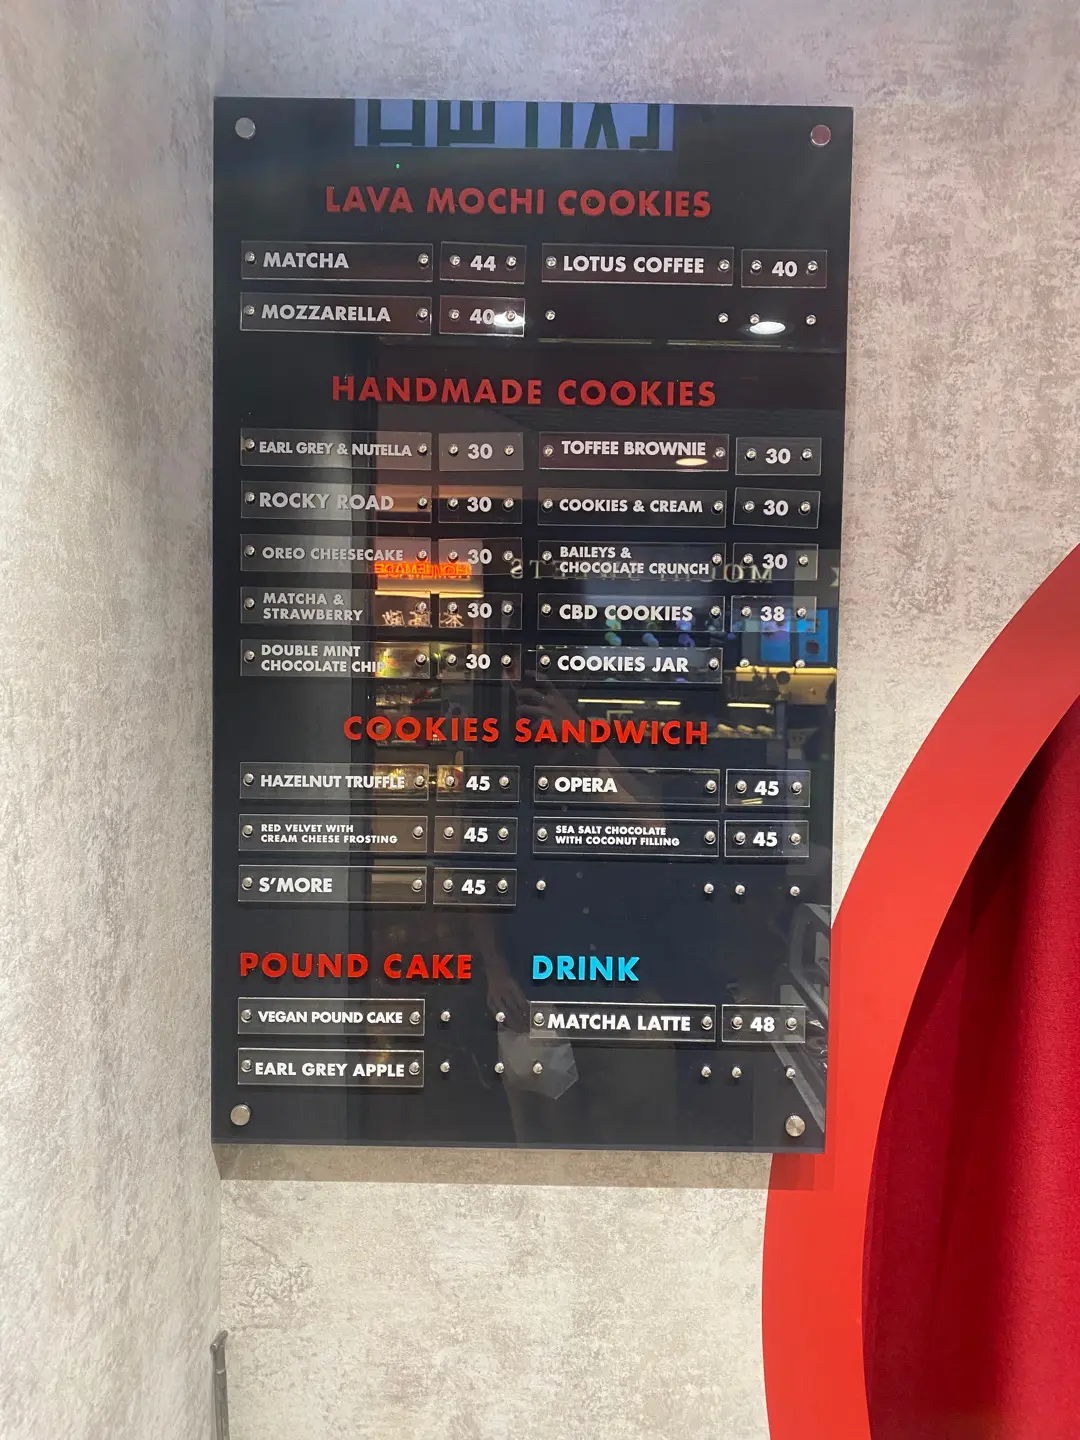 LAVA MOCHI COOKIES
MATCHA 44 LOTUS COFFEE 40
MOZZARELLA 40
HANDMADE COOKIES
EARL GREY & NUTELLA 30 TOFFEE BROWNIE 30
ROCKY ROAD 30 COOKIES & CREAM 30
OREO CHEESECAKE 30 BAILEYS &
CHOCOLATE CRUNCH 30
MATCHA &
STRAWBERRY 30 CBD COOKIES 38
DOUBLE MINT
CHOCOLATE CHIP 30 COOKIES JAR
COOKIES SANDWICH
HAZELNUT TRUFFLE 45 OPERA 45
RED VELVET WITH
CREAM CHEESE FROSTING 45 SEA SALT CHOCOLATE
WITH COCONUT FILLING 45
S'MORE 45
POUND CAKE
VEGAN POUND CAKE
EARL GREY APPLE
DRINK
MATCHA LATTE 48
HOMEMADE